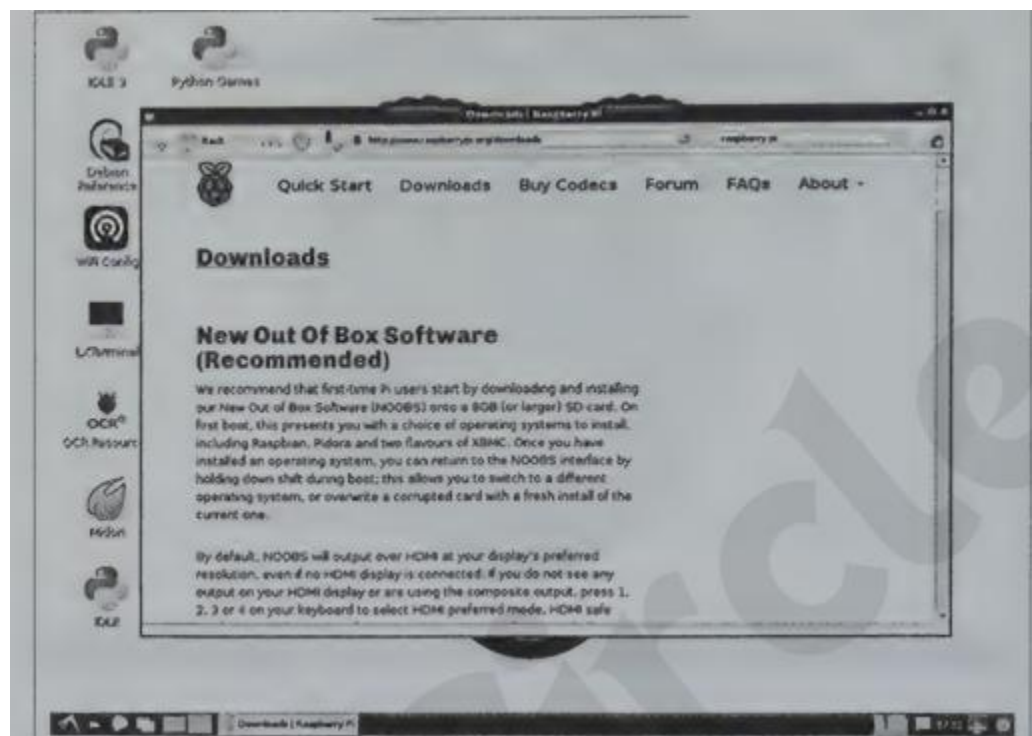 IDLE 3
Python Games
Debian
Reference
WiFi Config
LXTerminal
OCR
OCR Resourc
Midori
IDLE
Downloads | Raspberry Pi
Back
http://www.raspberrypi.org/downloads
raspberry pi
Quick Start Downloads Buy Codecs Forum FAQs About
Downloads
New Out Of Box Software
(Recommended)
We recommend that first-time Pi users start by downloading and installing
our New Out of Box Software (NOOBS) onto a 8GB (or larger) SD card. On
first boot, this presents you with a choice of operating systems to install,
including Raspbian, Pidora and two flavours of XBMC. Once you have
installed an operating system, you can return to the NOOBS interface by
holding down shift during boot; this allows you to switch to a different
operating system, or overwrite a corrupted card with a fresh install of the
current one.
By default, NOOBS will output over HDMI at your display's preferred
resolution, even if no HDMI display is connected. If you do not see any
output on your HDMI display or are using the composite output, press 1,
2, 3 or 4 on your keyboard to select HDMI preferred mode, HDMI safe
Downloads | Raspberry Pi